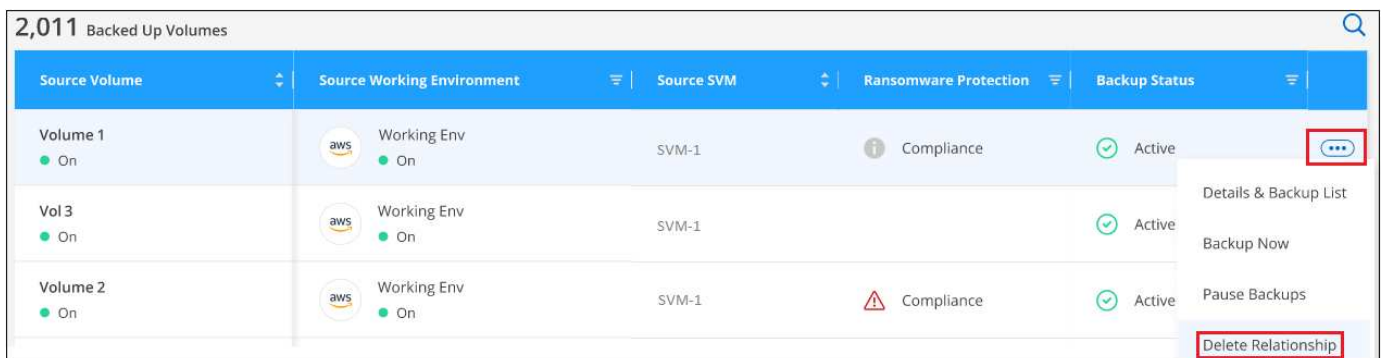 2,011 Backed Up Volumes
Source Volume Source Working Environment Source SVM Ransomware Protection Backup Status
Volume 1 Working Env
aws SVM-1 Compliance Active
On On
Details & Backup List
Vol 3 Working Env
aws SVM-1 Active
On On
Backup Now
Volume 2 Working Env
Pause Backups
aws SVM-1 Compliance Active
On On
Delete Relationship